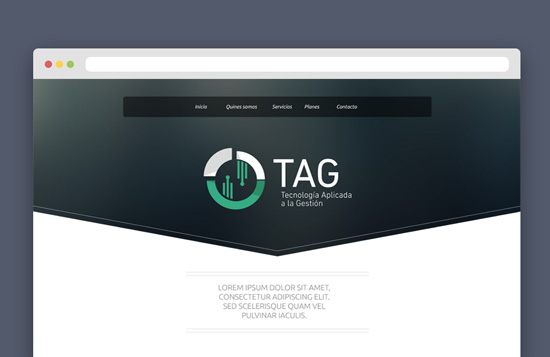 Inicio Quines somos Servicios Planes Contacto
TAG
Tecnología Aplicada
a la Gestión
LOREM IPSUM DOLOR SIT AMET,
CONSECTETUR ADIPISCING ELIT.
SED SCELERISQUE QUAM VEL
PULVINAR IACULIS.